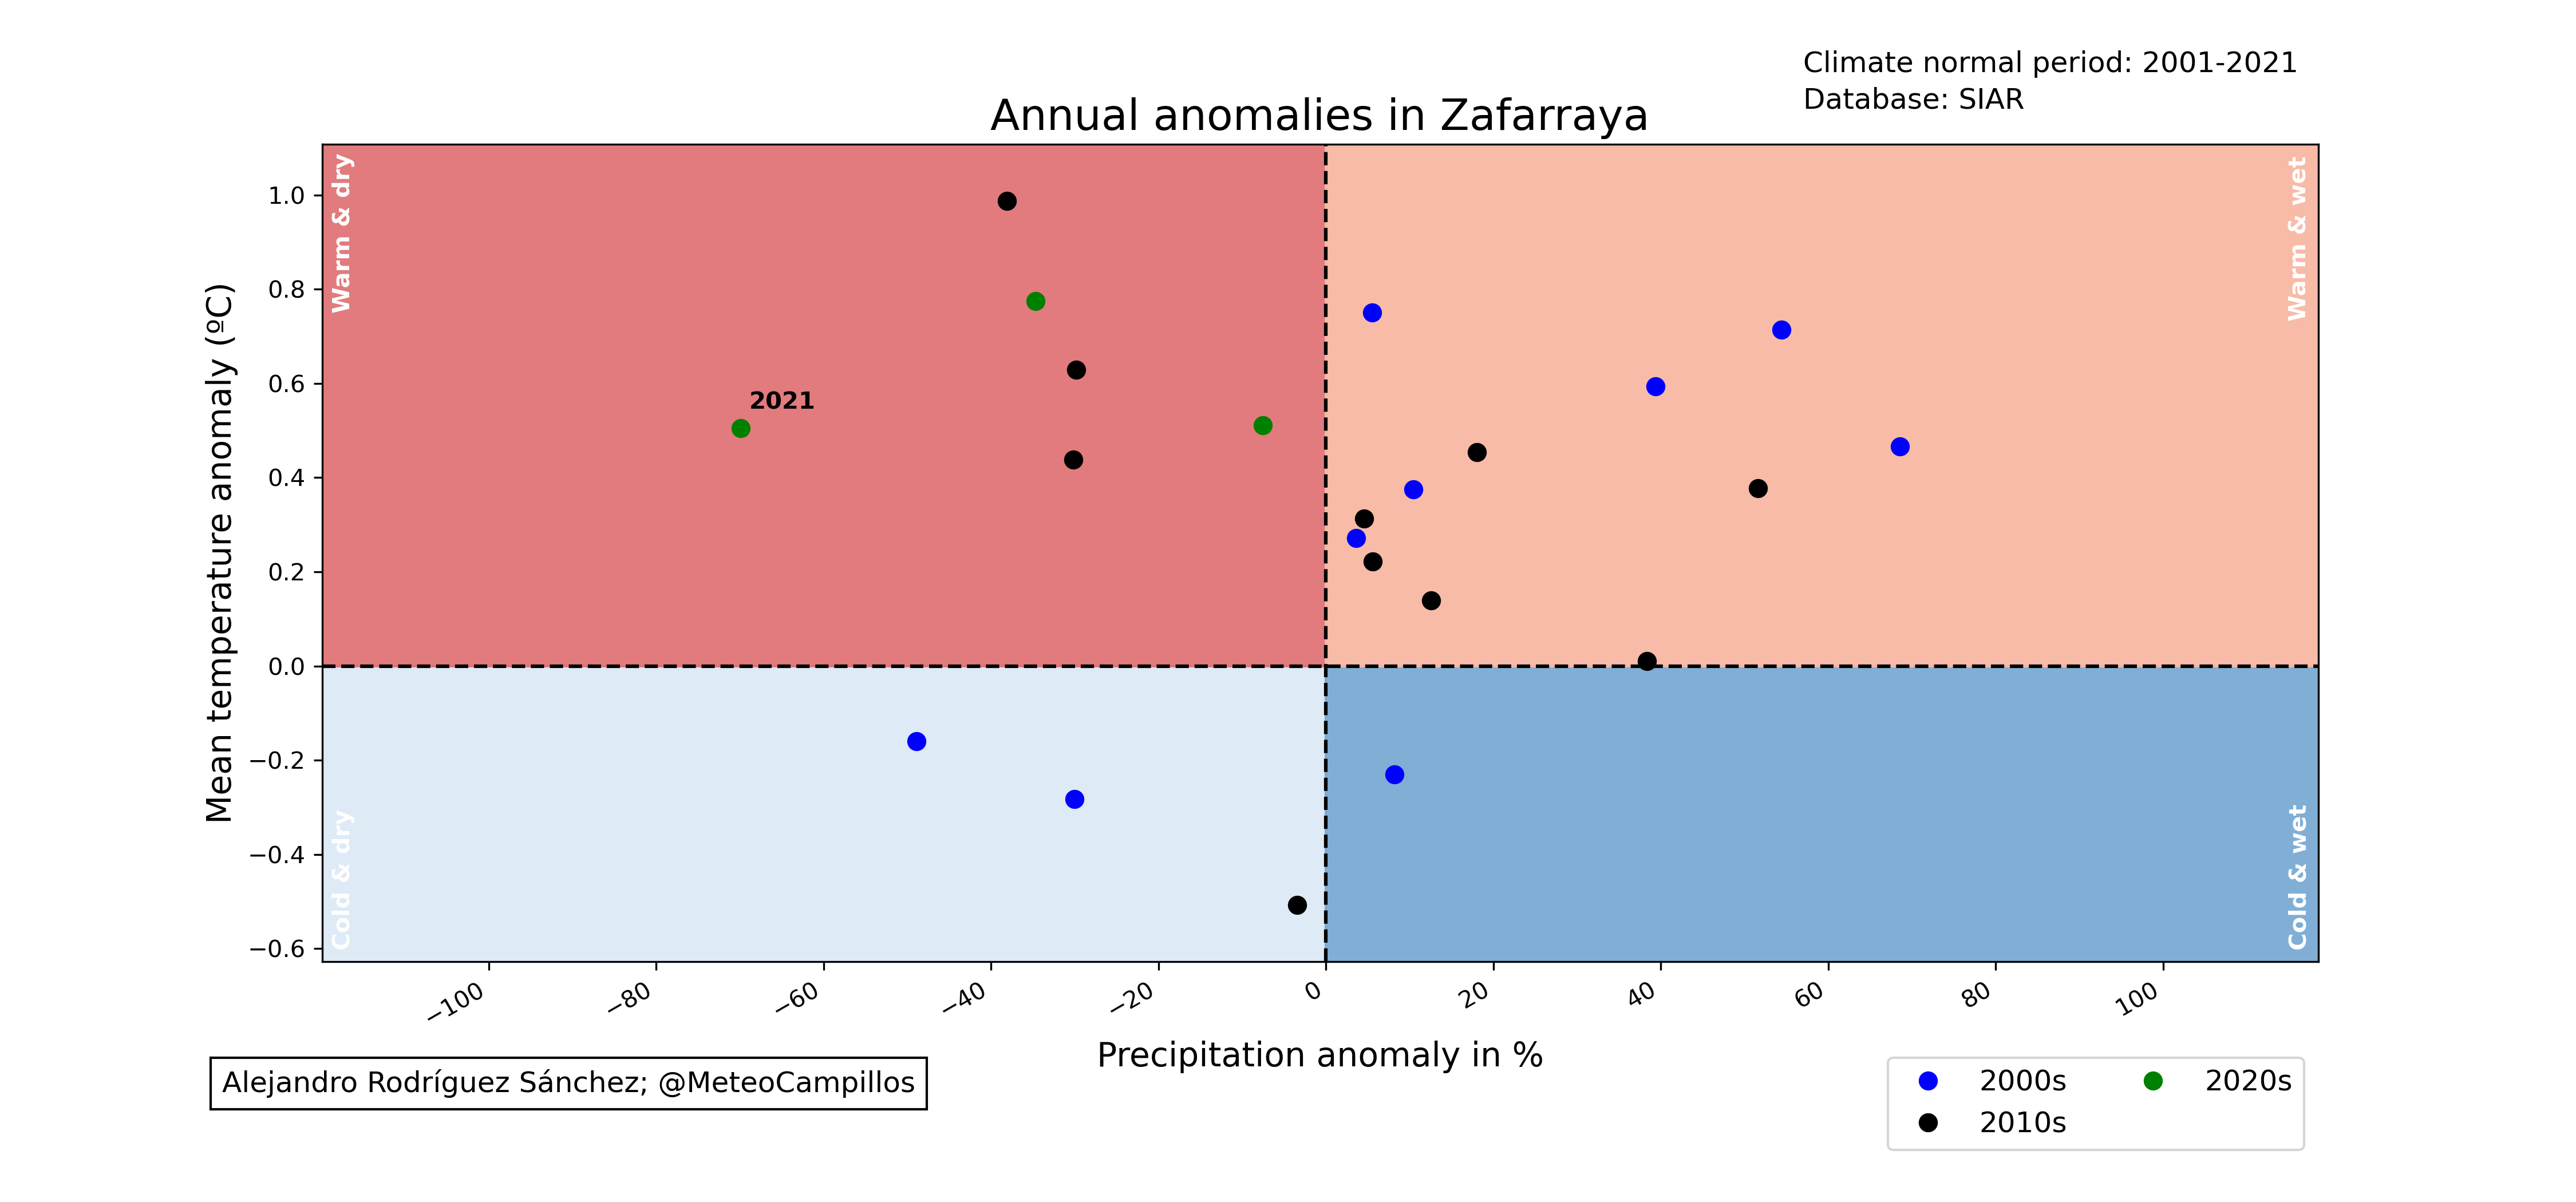 Climate normal period: 2001-2021
Database: SIAR
Annual anomalies in Zafarraya
Warm & dry
Warm & wet
Mean temperature anomaly (ºC)
1.0
0.8
0.6
0.4
0.2
0.0
−0.2
−0.4
−0.6
2021
Cold & dry
Cold & wet
−100
−80
−60
−40
−20
0
20
40
60
80
100
Precipitation anomaly in %
Alejandro Rodríguez Sánchez; @MeteoCampillos
2000s
2010s
2020s